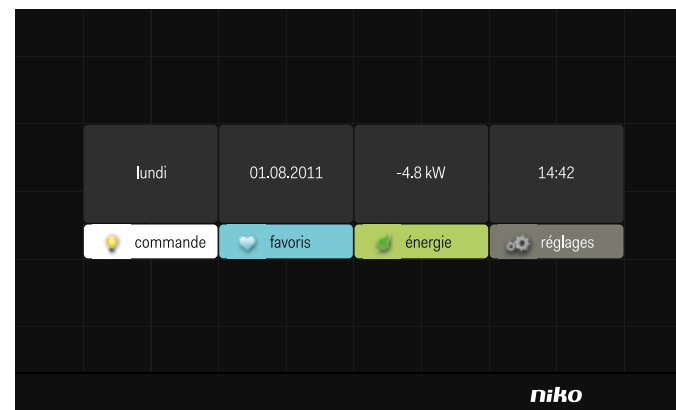 lundi 01.08.2011 -4.8 kW 14:42
commande favoris énergie réglages
niko